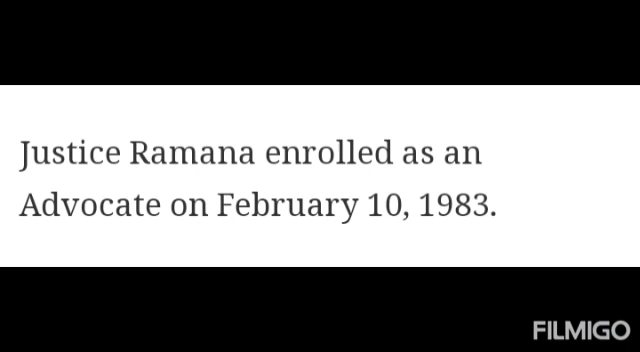 Justice Ramana enrolled as an
Advocate on February 10, 1983.
FILMIGO